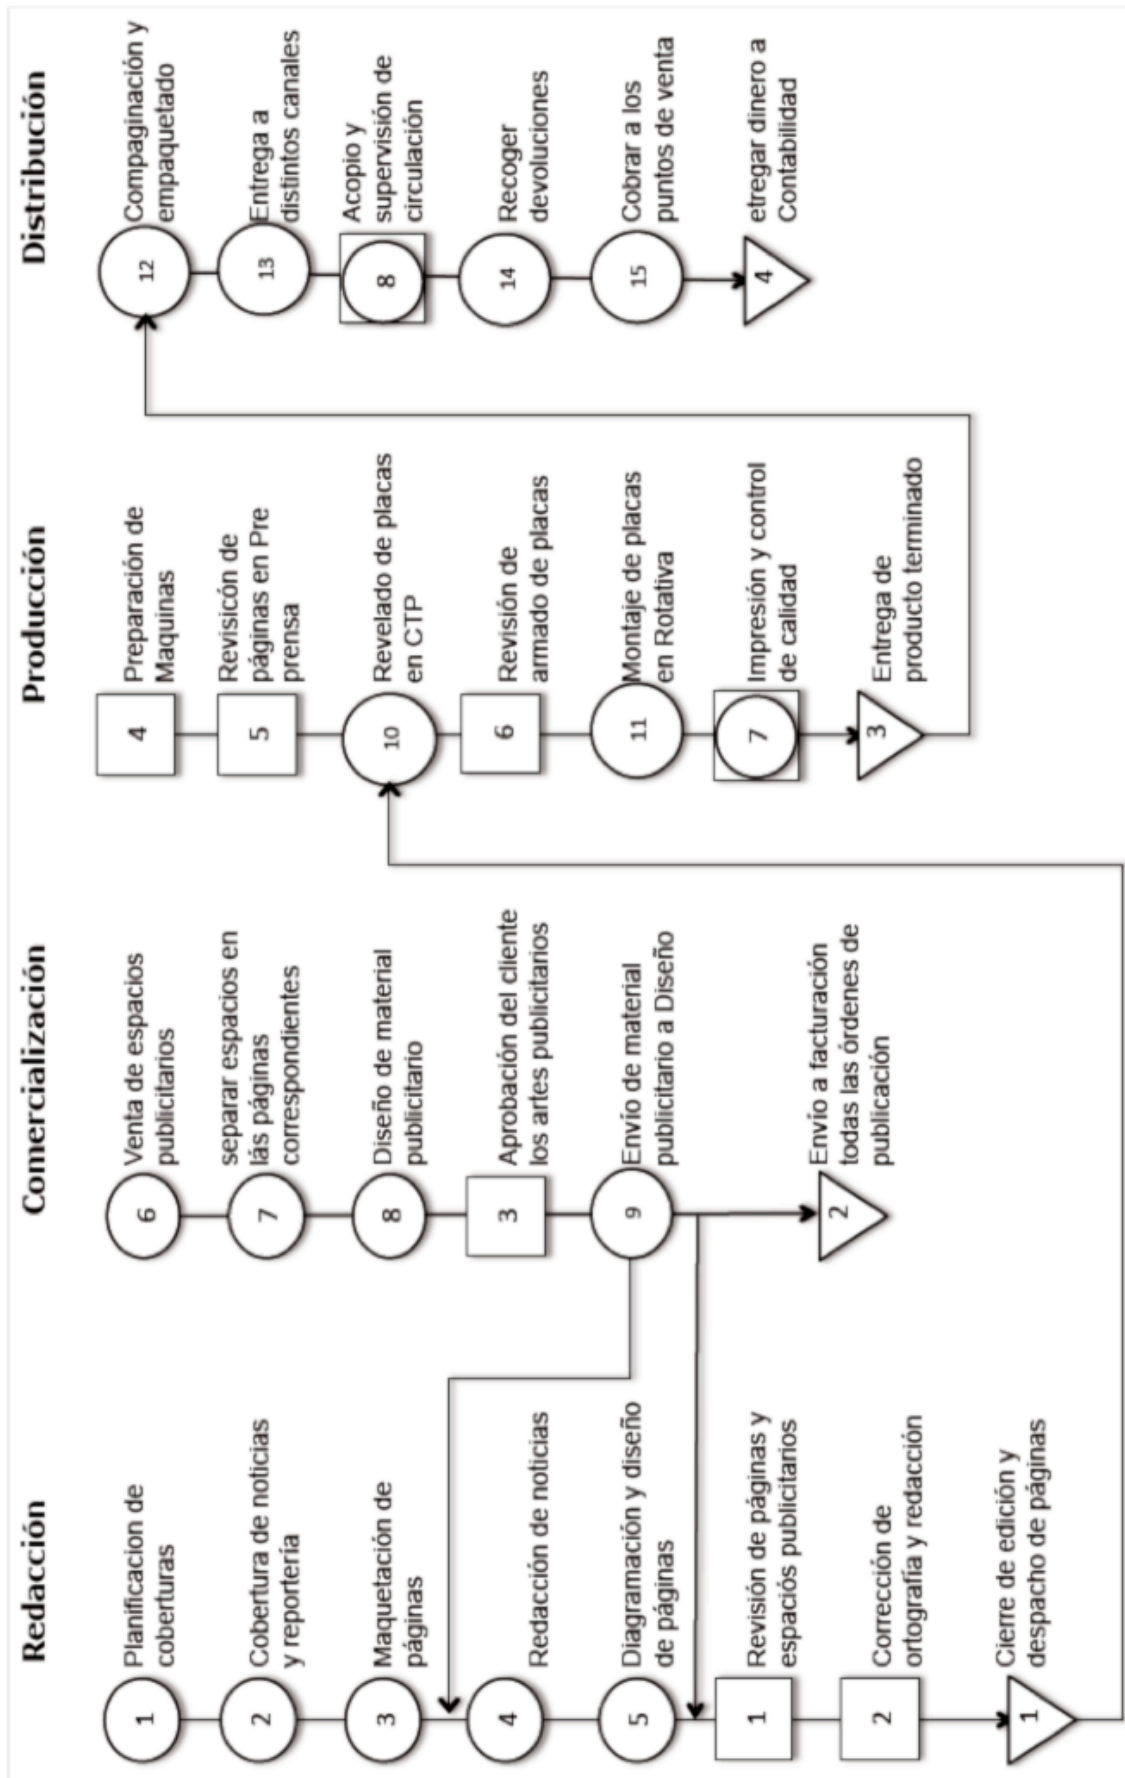 Redacción
1
Planificacion de
coberturas
2
Cobertura de noticias
y reportería
3
Maquetación de
páginas
4
Redacción de noticias
5
Diagramación y diseño
de páginas
1
Revisión de páginas y
espaciós publicitarios
2
Corrección de
ortografía y redacción
1
Cierre de edición y
despacho de páginas
Comercialización
6
Venta de espacios
publicitarios
7
separar espacios en
lás páginas
correspondientes
8
Diseño de material
publicitario
3
Aprobación del cliente
los artes publicitarios
9
Envío de material
publicitario a Diseño
2
Envío a facturación
todas las órdenes de
publicación
Producción
4
Preparación de
Maquinas
5
Revisicón de
páginas en Pre
prensa
10
Revelado de placas
en CTP
6
Revisión de
armado de placas
11
Montaje de placas
en Rotativa
7
Impresión y control
de calidad
3
Entrega de
producto terminado
Distribución
12
Compaginación y
empaquetado
13
Entrega a
distintos canales
8
Acopio y
supervisión de
circulación
14
Recoger
devoluciones
15
Cobrar a los
puntos de venta
4
etregar dinero a
Contabilidad